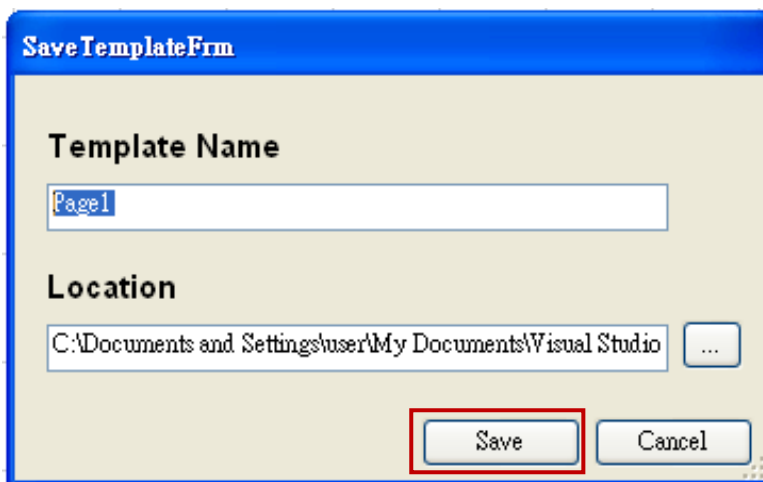 SaveTemplateFrm
Template Name
Page1
Location
C:\Documents and Settings\user\My Documents\Visual Studio
...
Save
Cancel